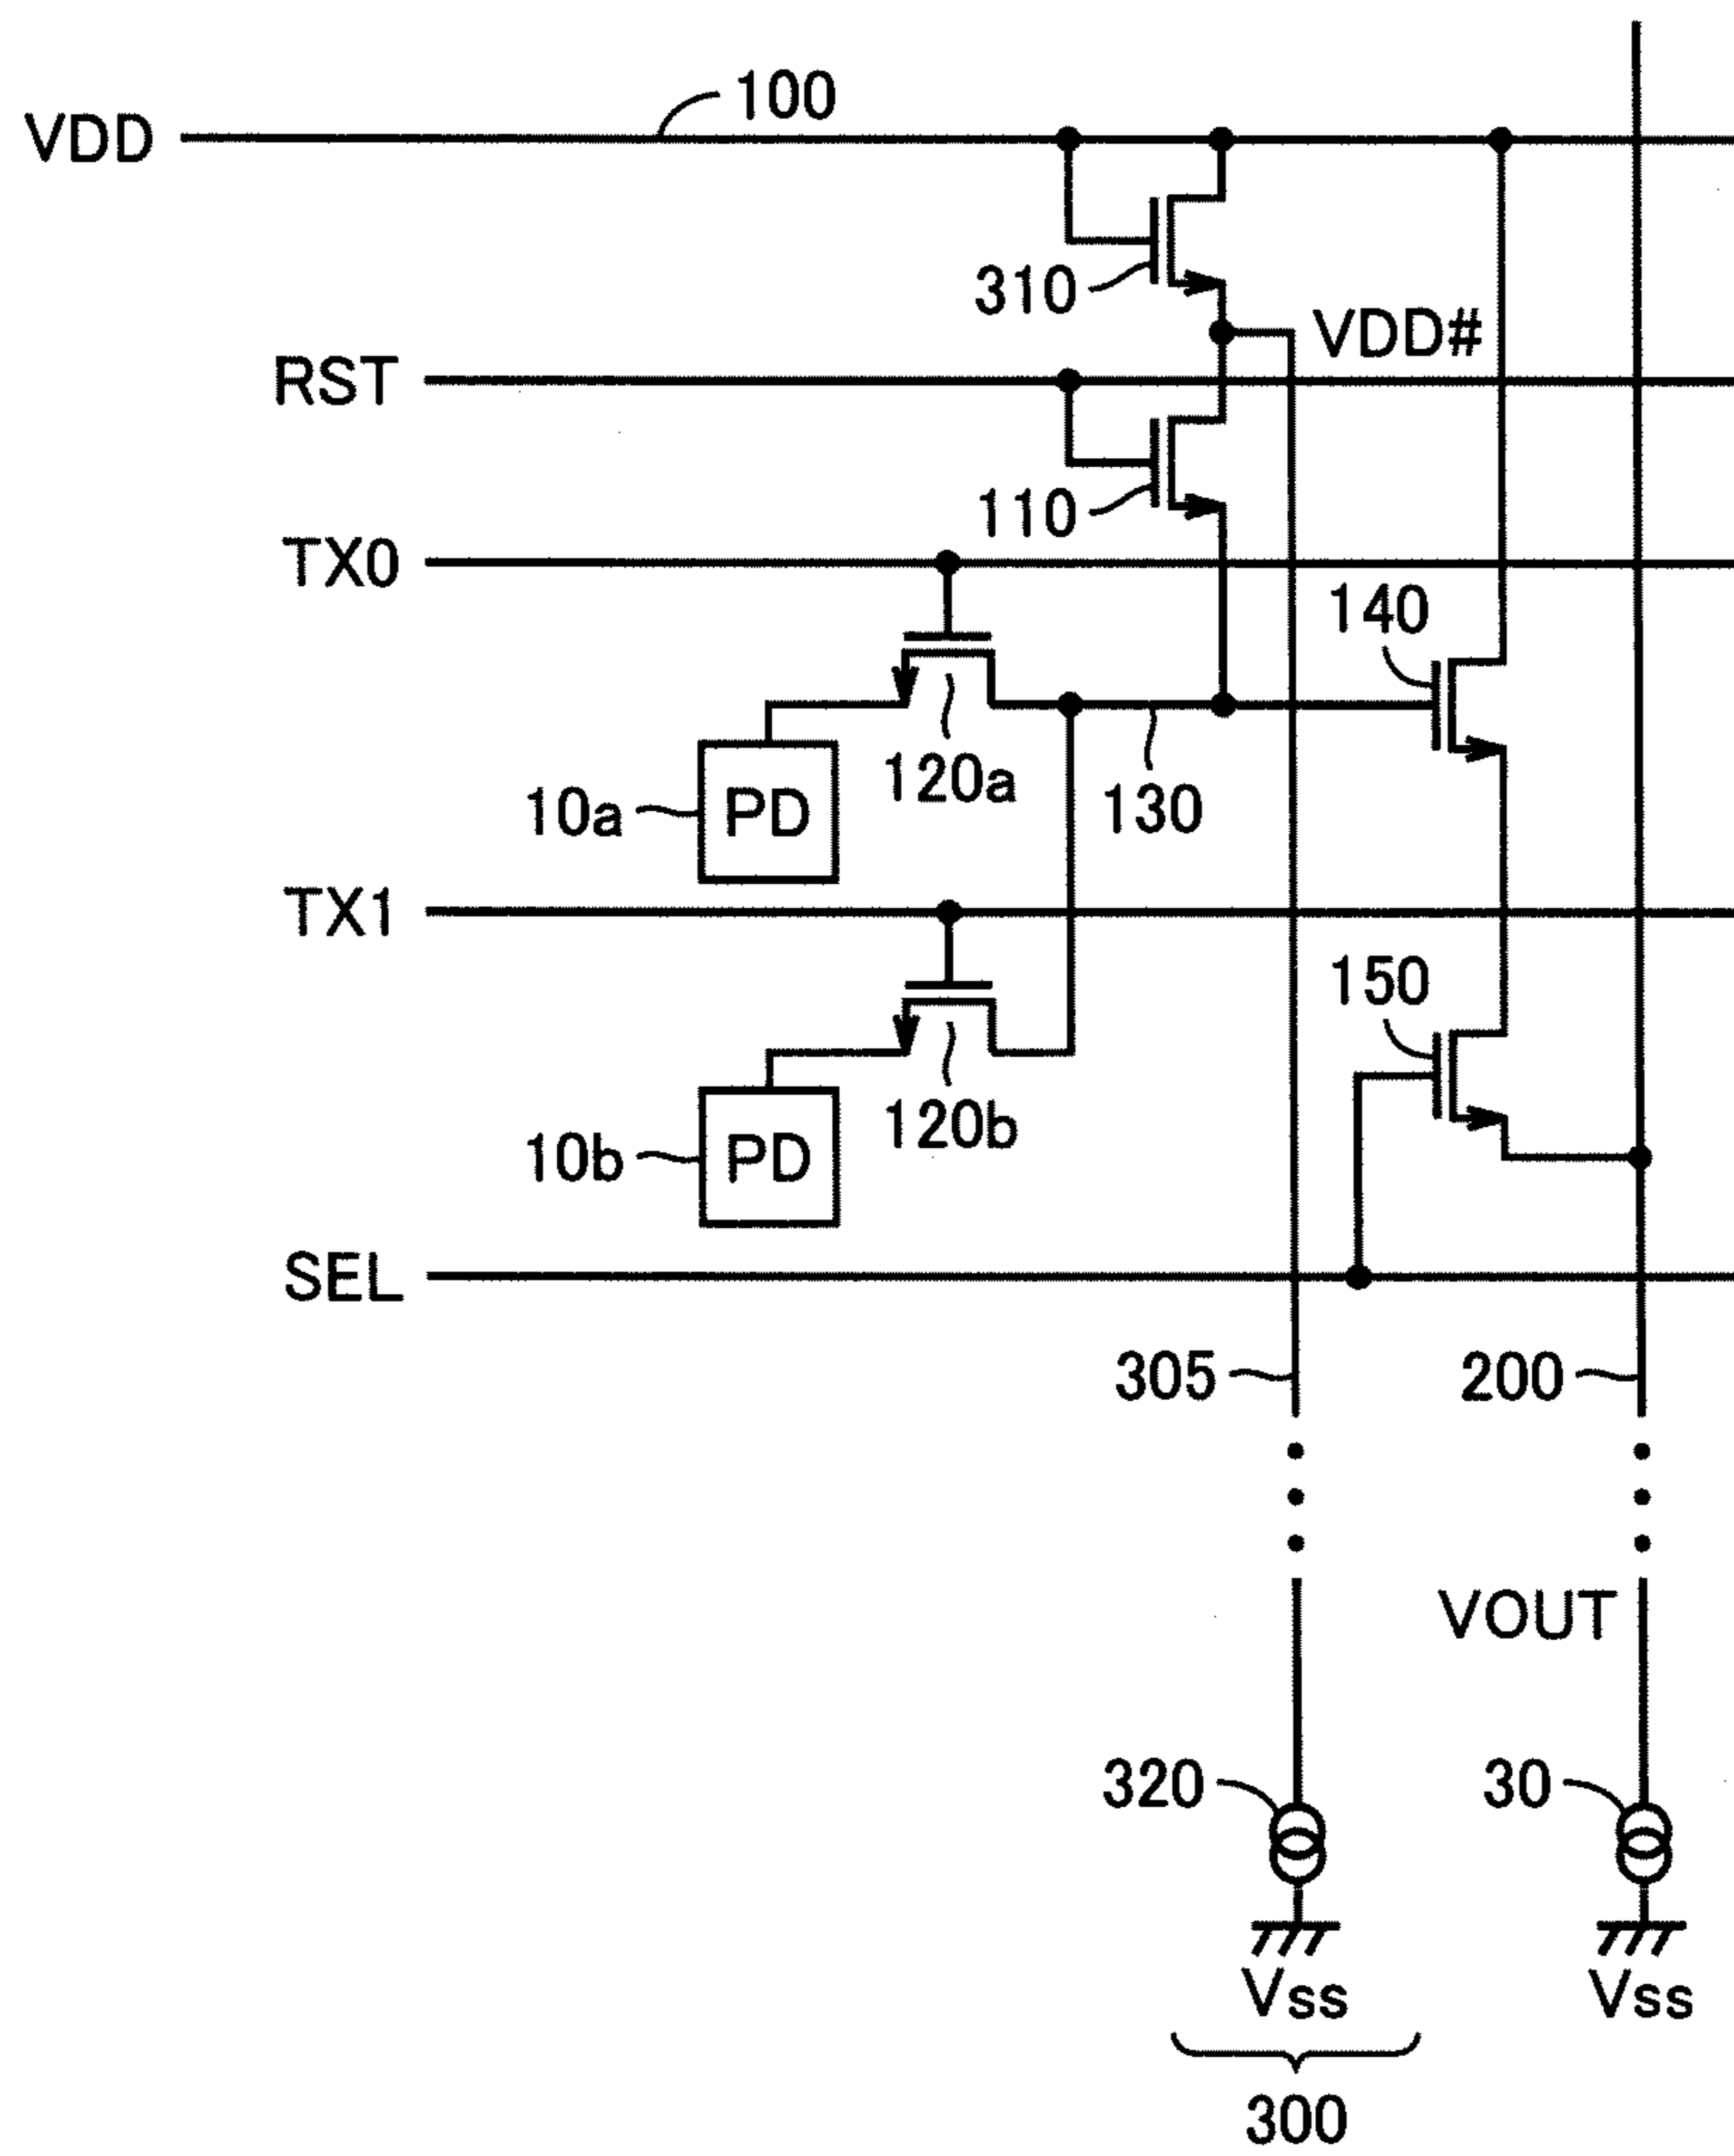 100
VDD
310
VDD#
RST
110
TX0
140
120a
10a
PD
130
TX1
150
120b
10b
PD
SEL
305
200
VOUT
320
30
Vss
Vss
300